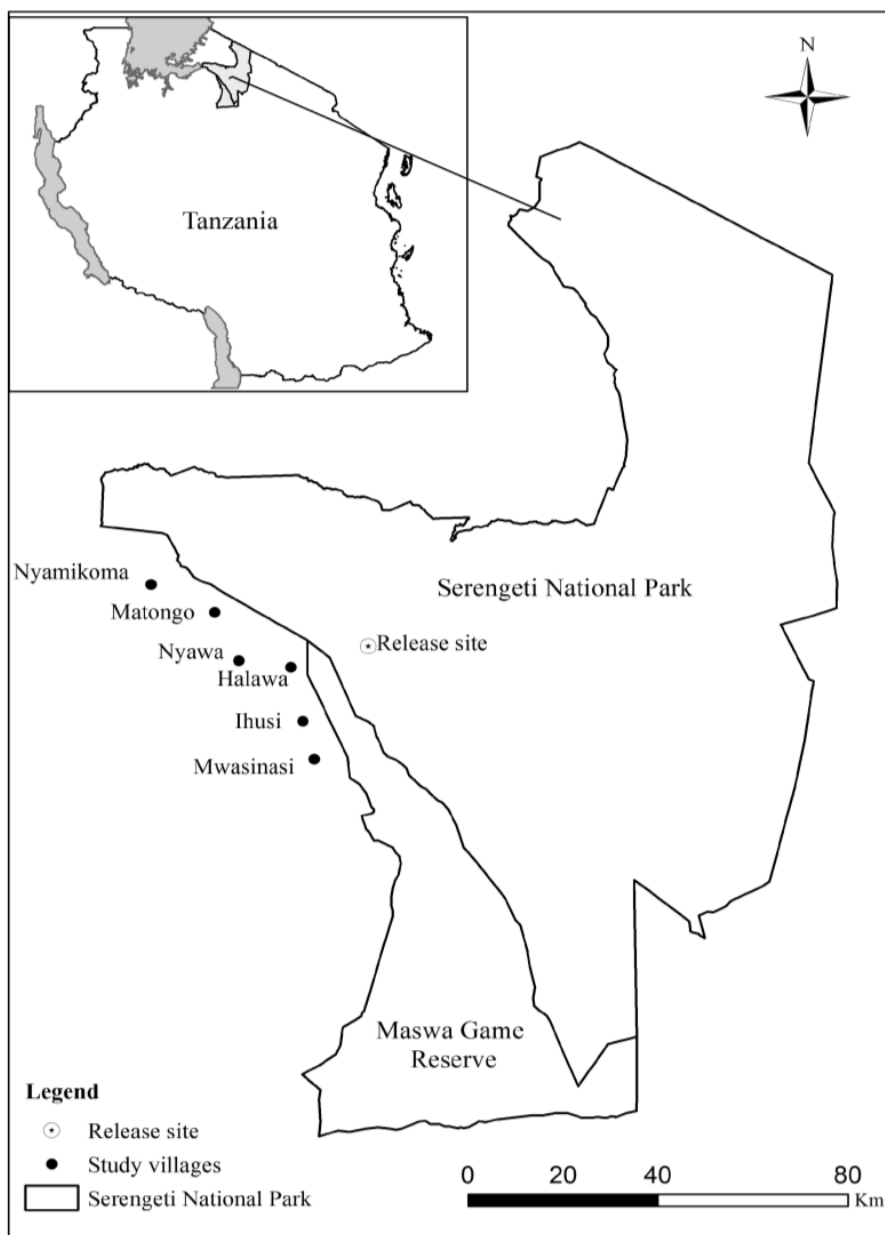 N
Tanzania
Serengeti National Park
Nyamikoma
Matongo
Nyawa
Release site
Halawa
Ihusi
Mwasinasi
Maswa Game
Reserve
Legend
Release site
Study villages
Serengeti National Park
0 20 40 80
Km